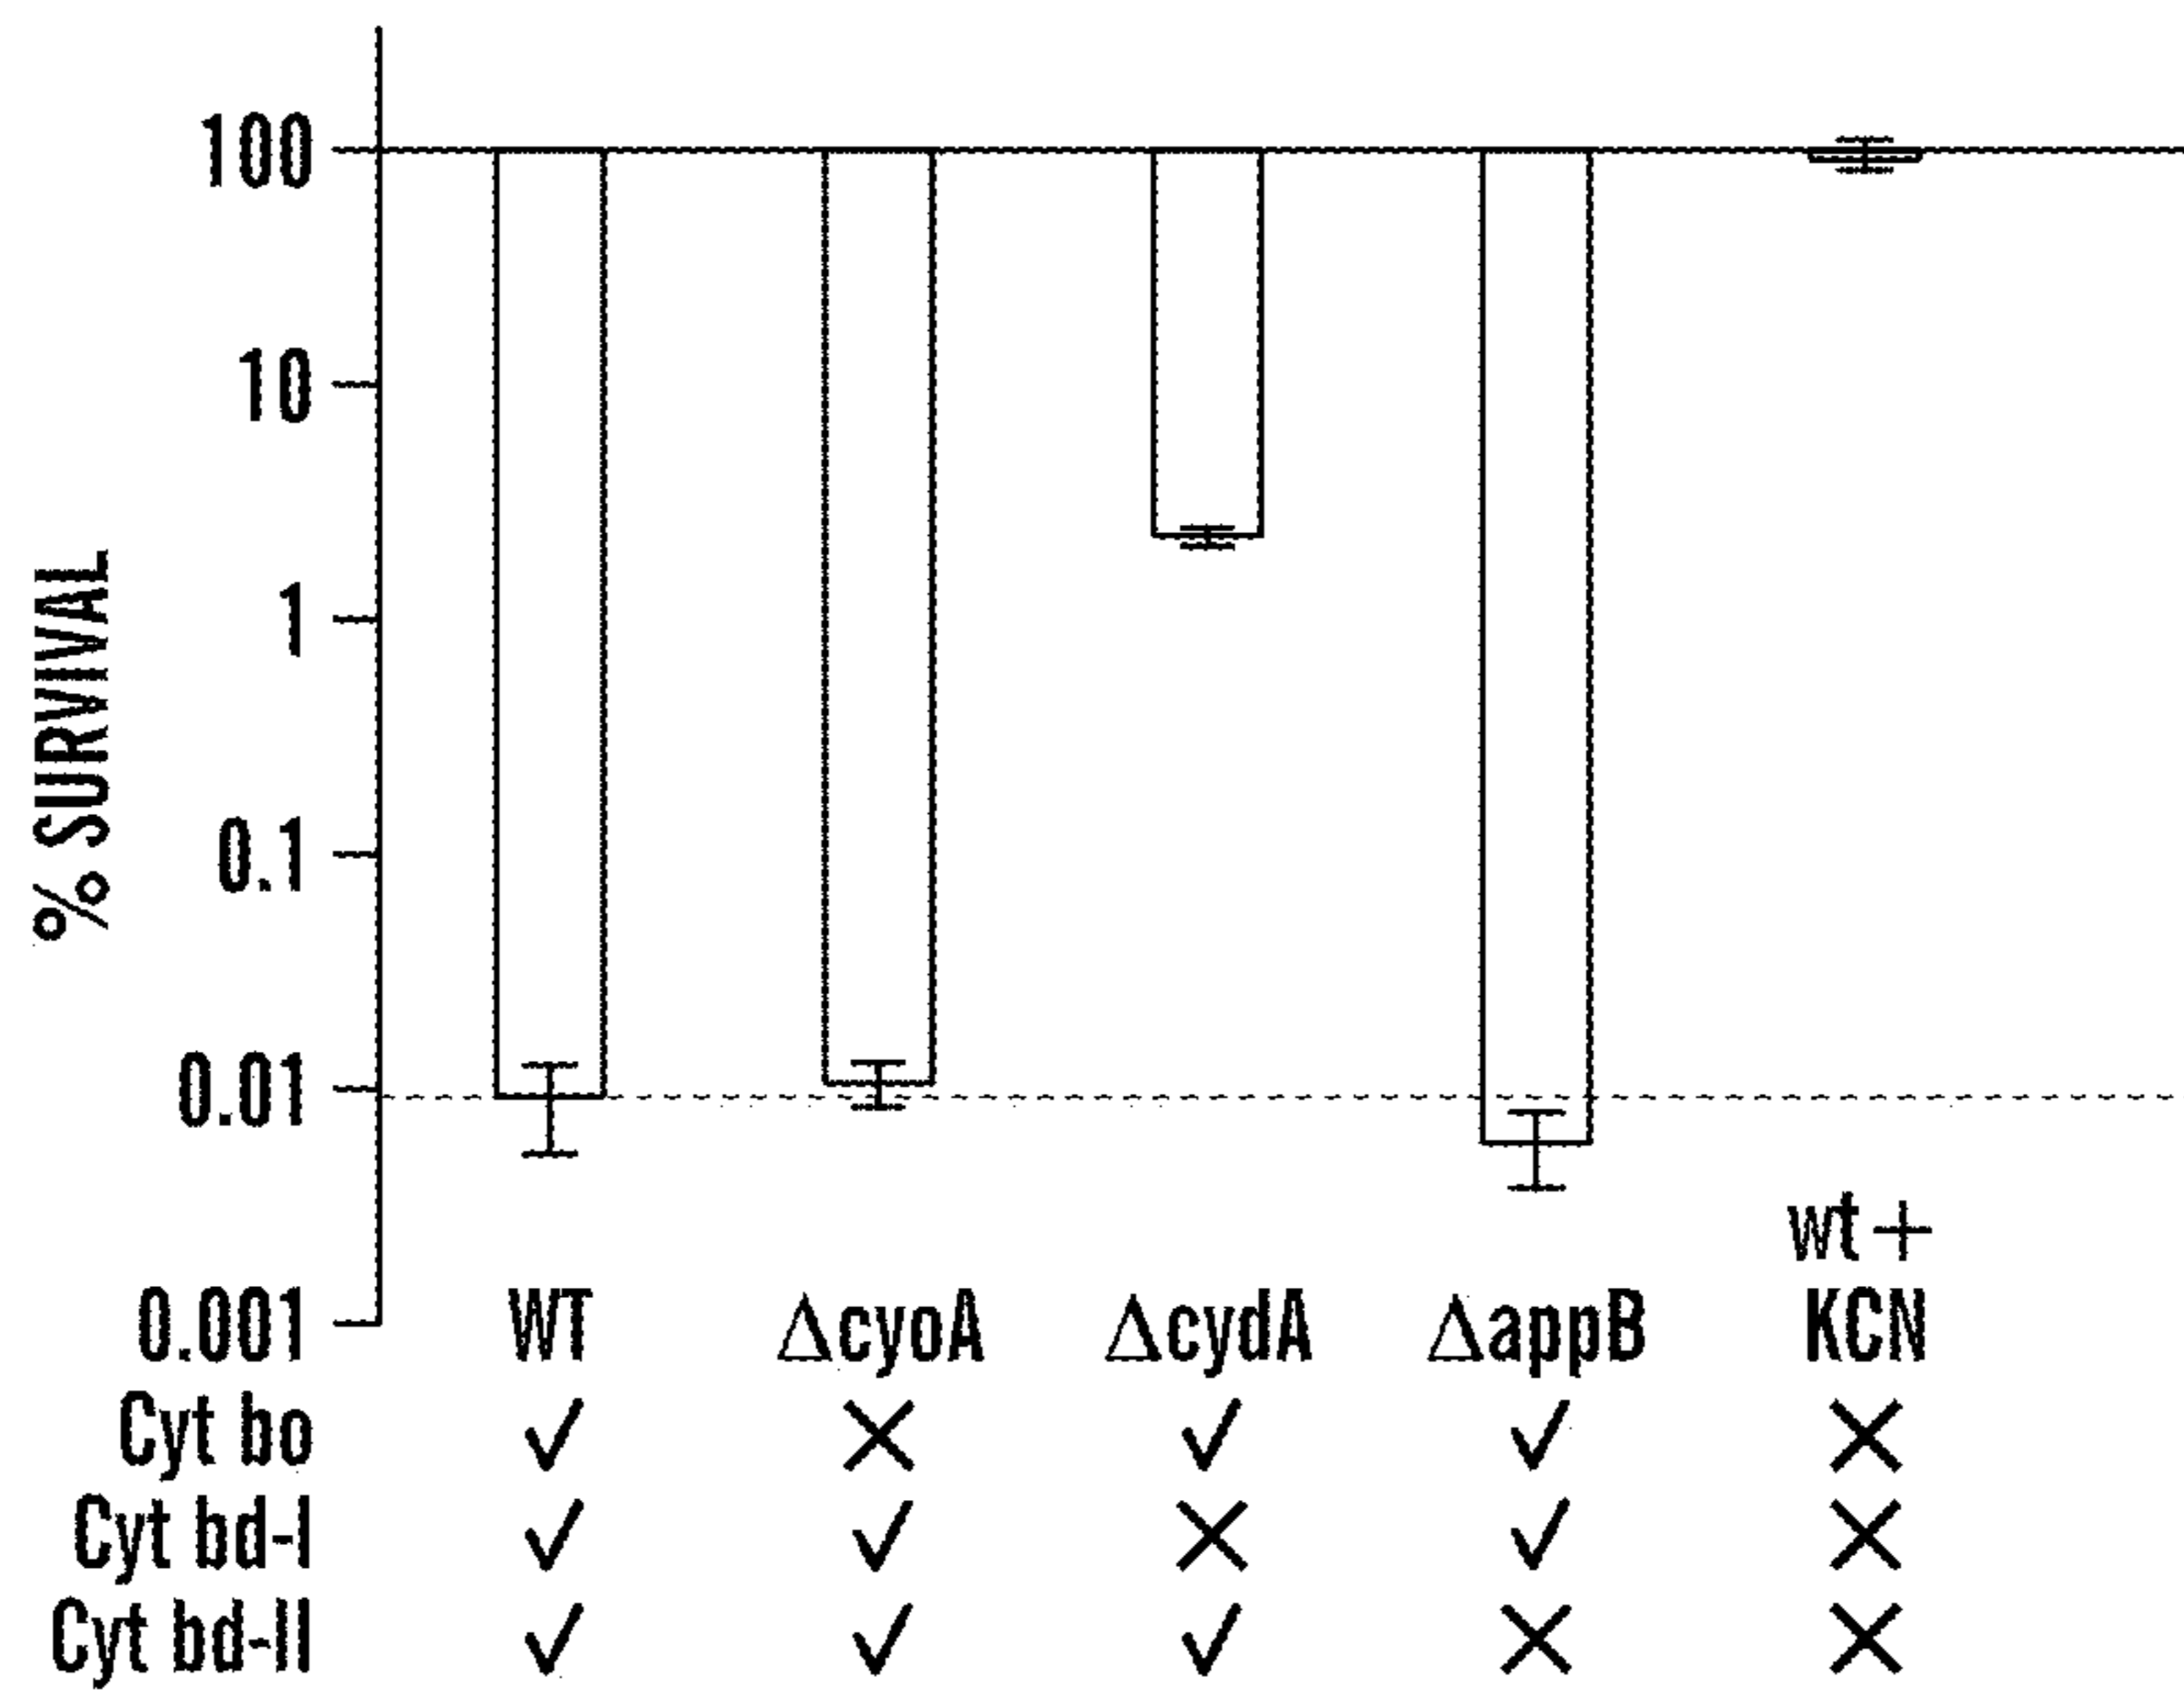 % SURVIVAL
100
10
1
0.1
0.01
0.001
WT
ΔcyoA
ΔcydA
ΔappB
wt +
KCN
Cyt bo ✓ × ✓ ✓ ×
Cyt bd-I ✓ ✓ × ✓ ×
Cyt bd-II ✓ ✓ ✓ × ×